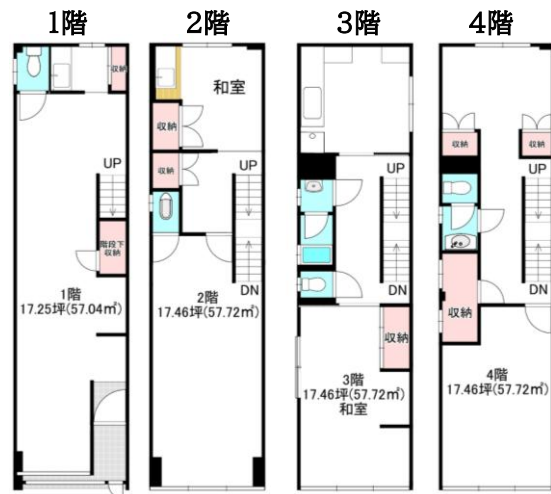 1階
2階
3階
4階
収納
UP
階段下
収納
1階
17.25坪(57.04㎡)
和室
収納
収納
UP
DN
2階
17.46坪(57.72㎡)
UP
DN
収納
3階
17.46坪(57.72㎡)
和室
収納
収納
UP
DN
収納
4階
17.46坪(57.72㎡)